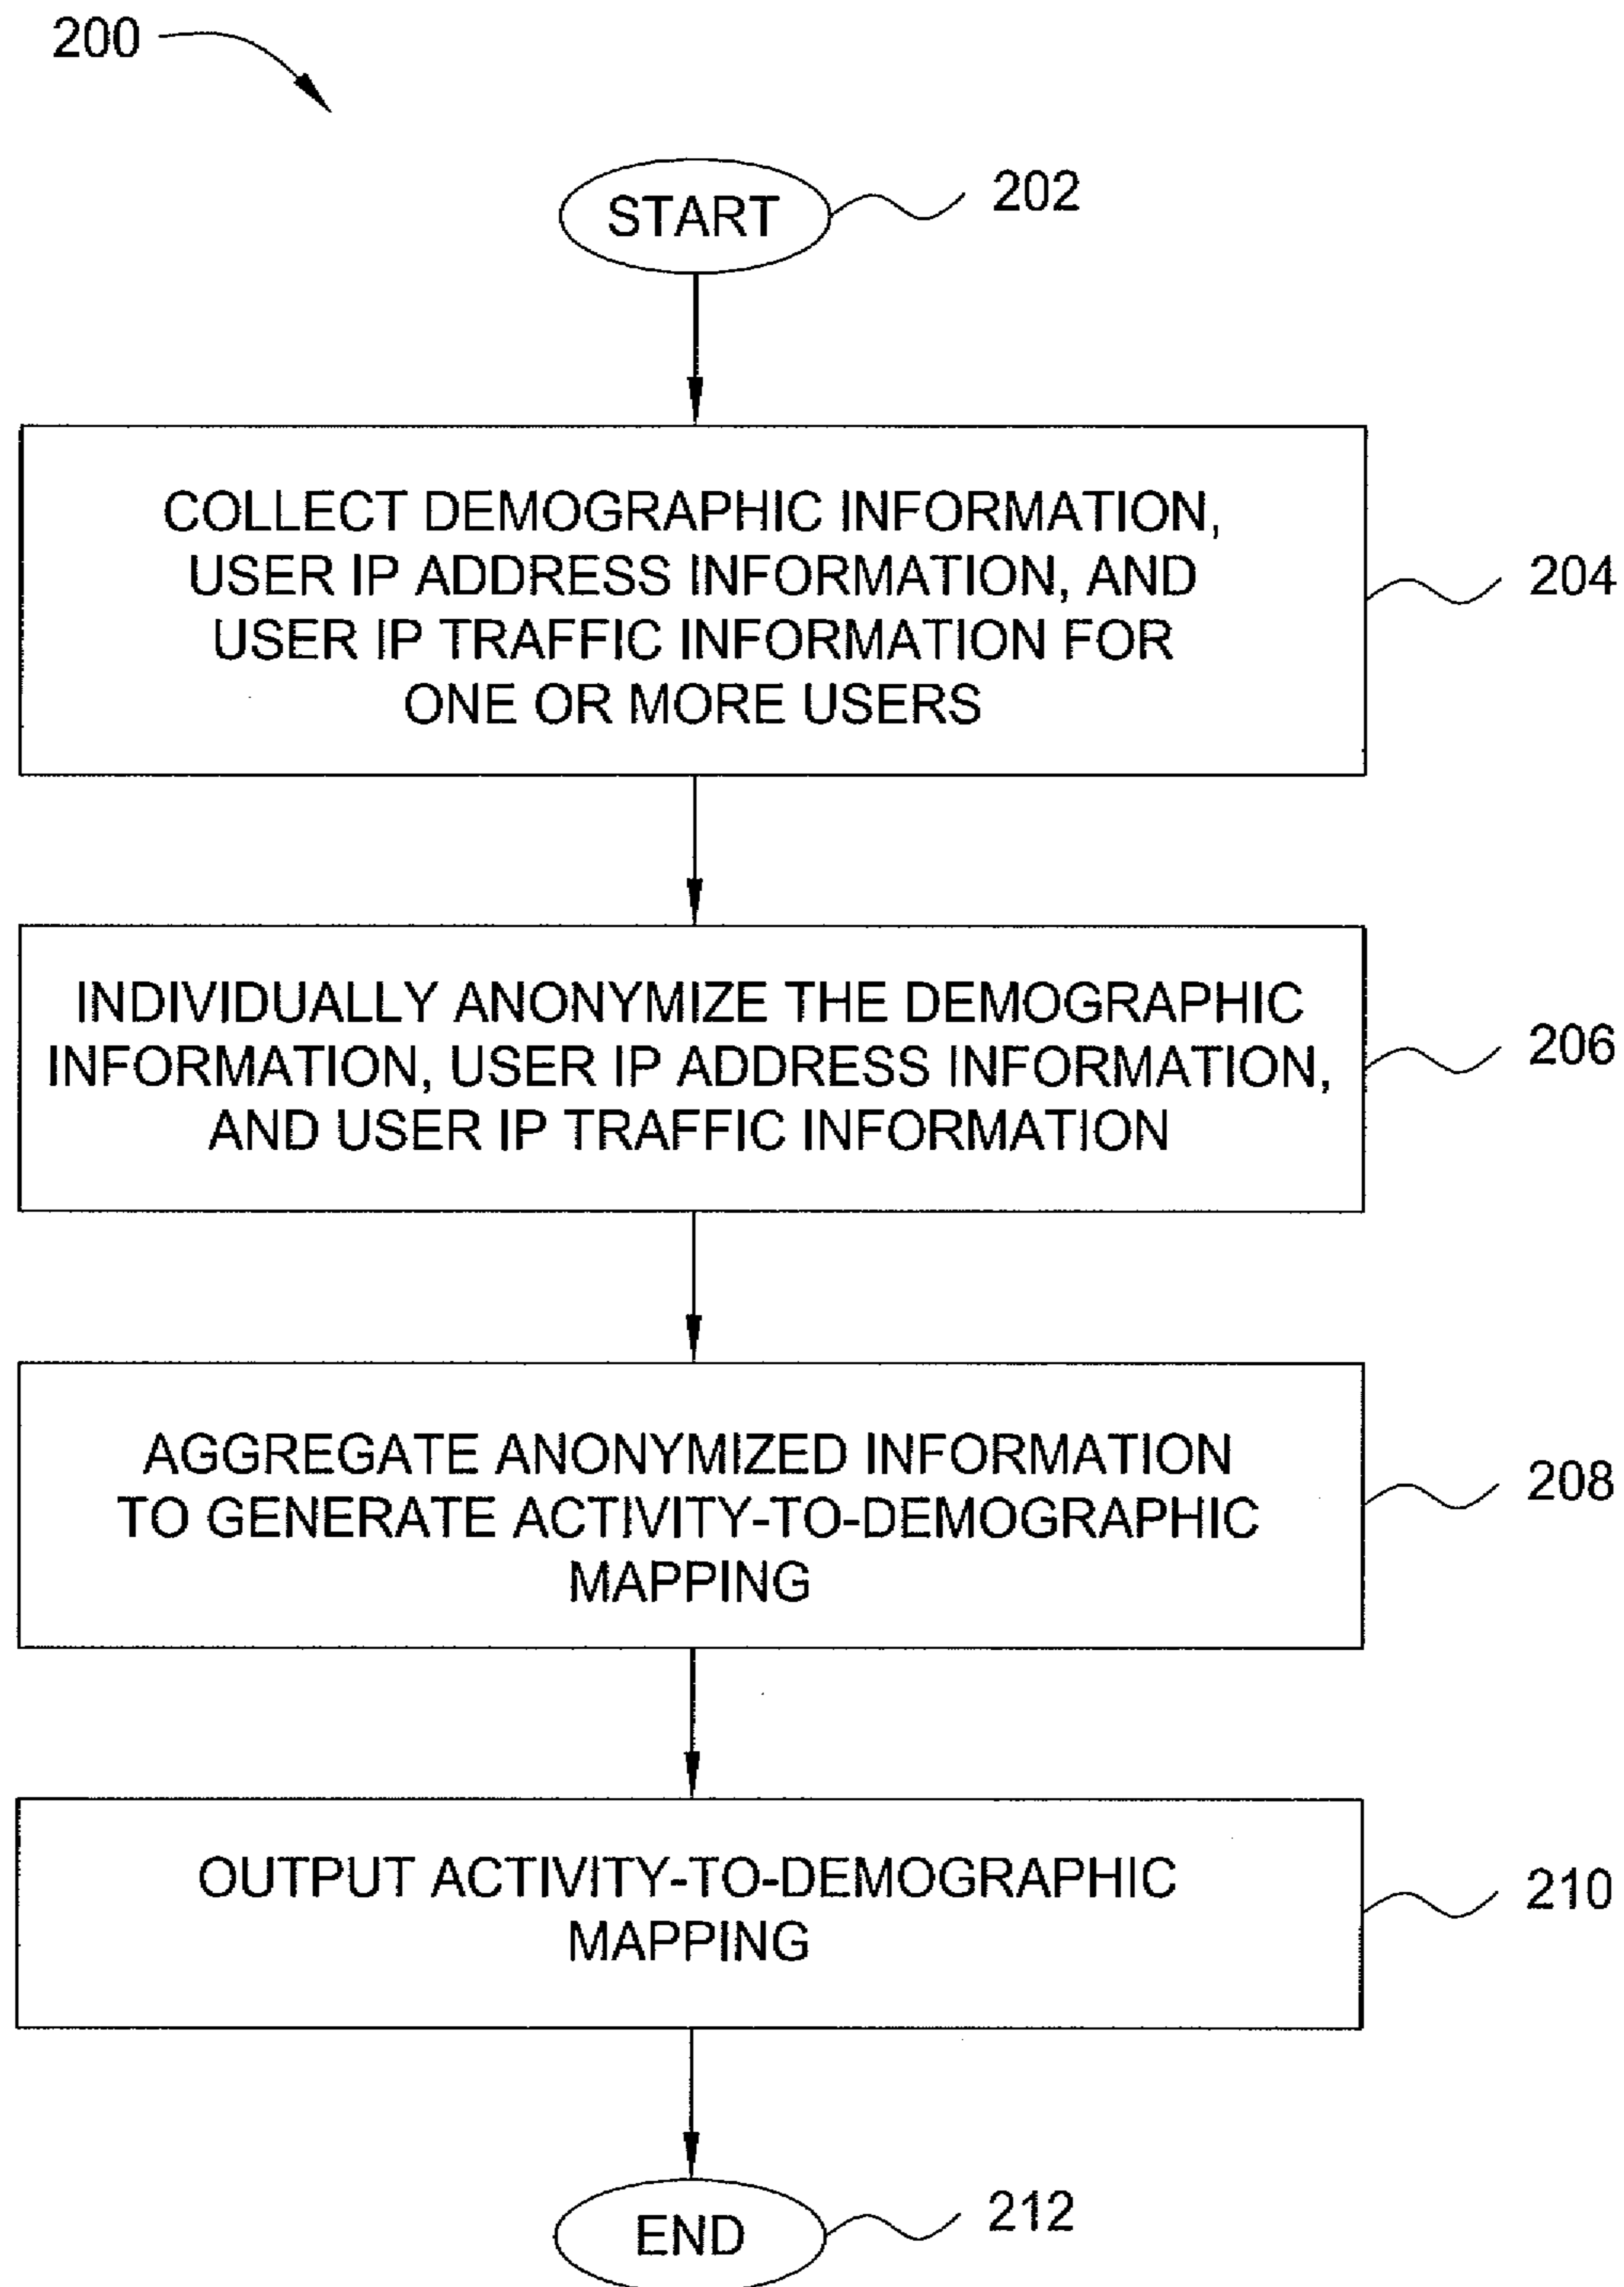 200
START
202
COLLECT DEMOGRAPHIC INFORMATION,
USER IP ADDRESS INFORMATION, AND
USER IP TRAFFIC INFORMATION FOR
ONE OR MORE USERS
204
INDIVIDUALLY ANONYMIZE THE DEMOGRAPHIC
INFORMATION, USER IP ADDRESS INFORMATION,
AND USER IP TRAFFIC INFORMATION
206
AGGREGATE ANONYMIZED INFORMATION
TO GENERATE ACTIVITY-TO-DEMOGRAPHIC
MAPPING
208
OUTPUT ACTIVITY-TO-DEMOGRAPHIC
MAPPING
210
END
212